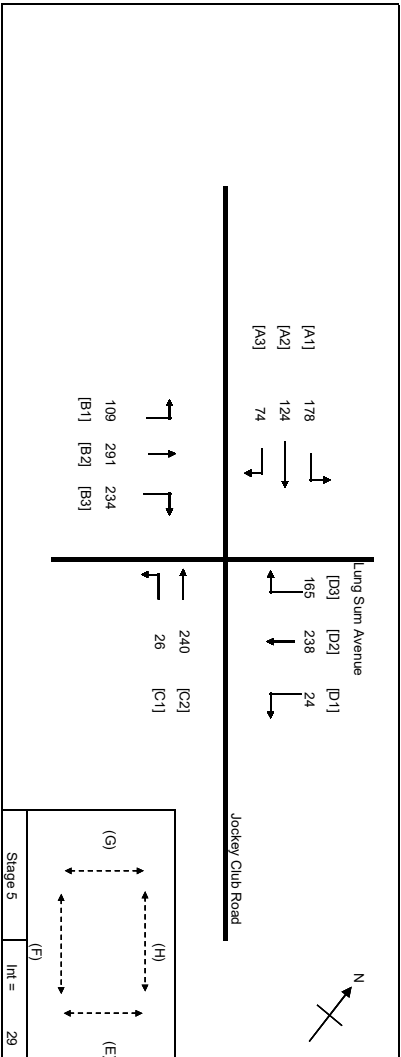 N
Lung Sum Avenue
[D3] [D2] [D1]
165 238 24
[A1] 178
[A2] 124
[A3] 74
Jockey Club Road
240 [C2]
26 [C1]
109 291 234
[B1] [B2] [B3]
(H)
(G)
(E
(F)
Stage 5 Int = 29